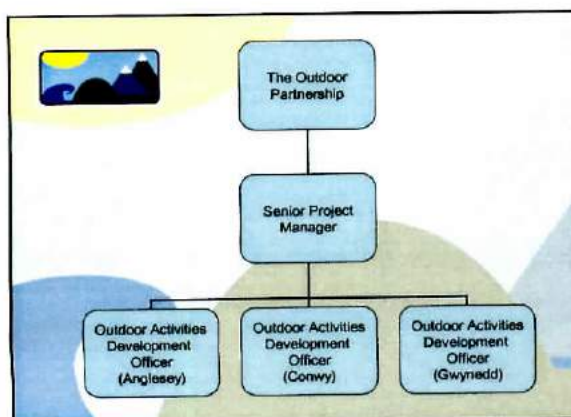 The Outdoor
Partnership
Senior Project
Manager
Outdoor Activities
Development
Officer
(Anglesey)
Outdoor Activities
Development
Officer
(Conwy)
Outdoor Activities
Development
Officer
(Gwynedd)